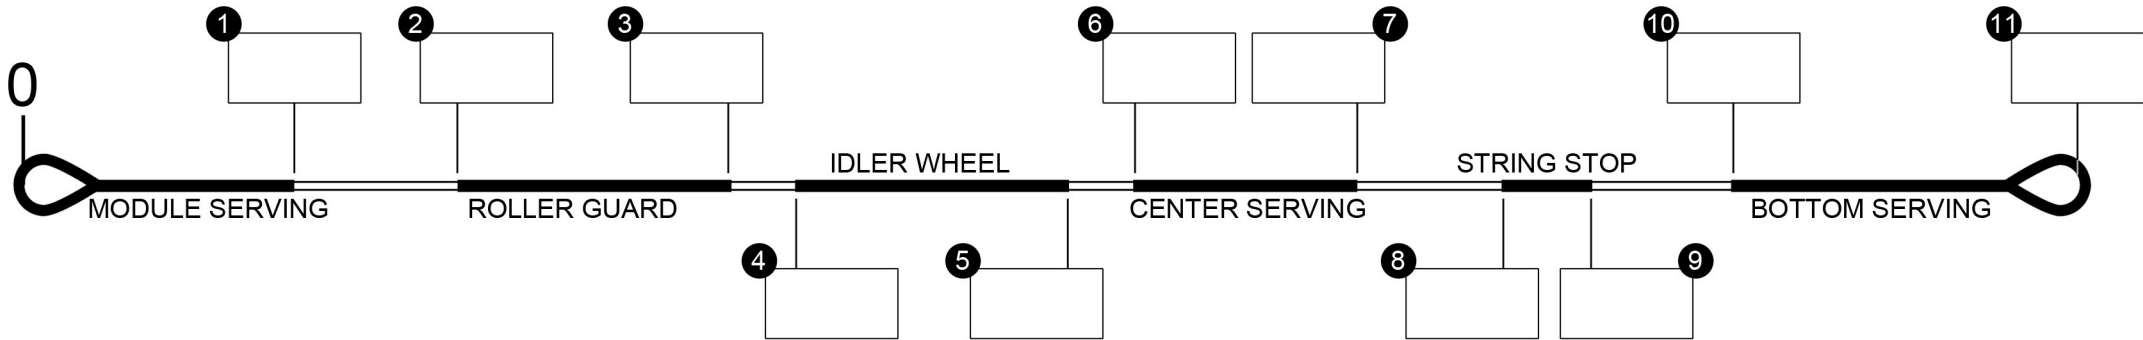 1 2 3 6 7 10 11
0
IDLER WHEEL STRING STOP
MODULE SERVING ROLLER GUARD CENTER SERVING BOTTOM SERVING
4 5 8 9